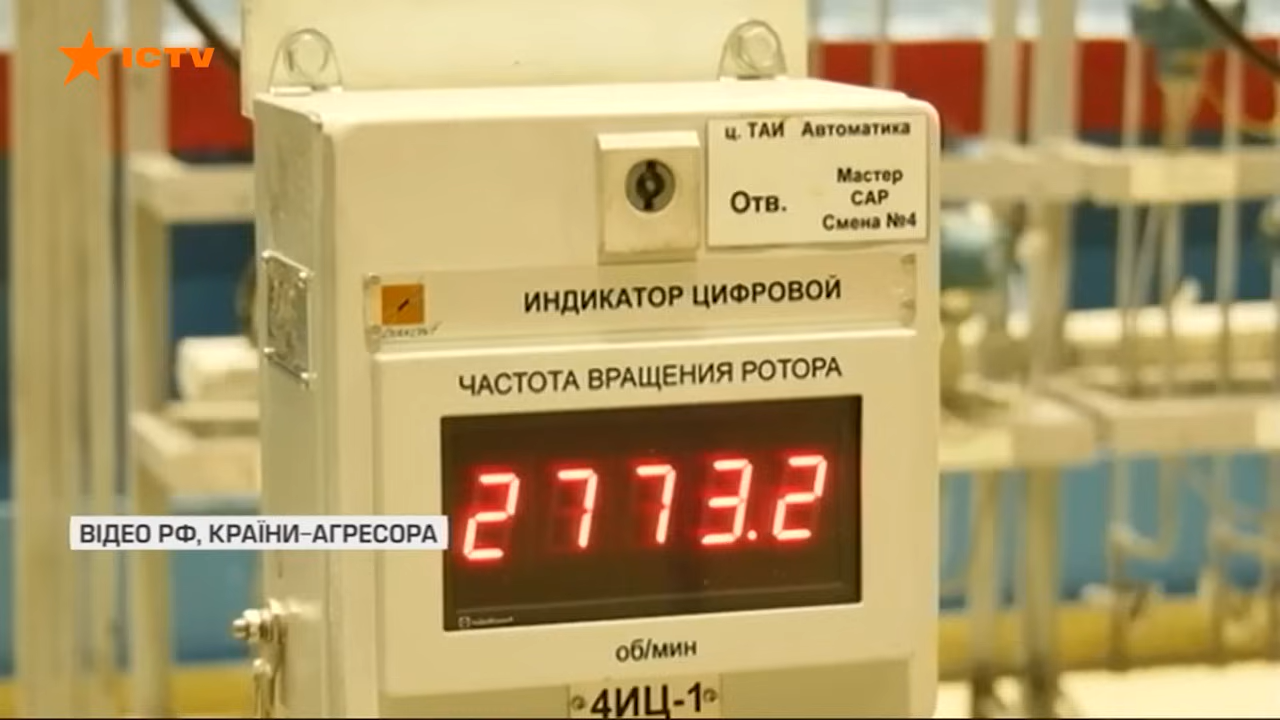 ICTV
ц. ТАИ Автоматика
Отв.
Мастер
САР
Смена №4
ИНДИКАТОР ЦИФРОВОЙ
ЧАСТОТА ВРАЩЕНИЯ РОТОРА
2773.2
ВІДЕО РФ, КРАЇНИ-АГРЕСОРА
об/мин
4ИЦ-1